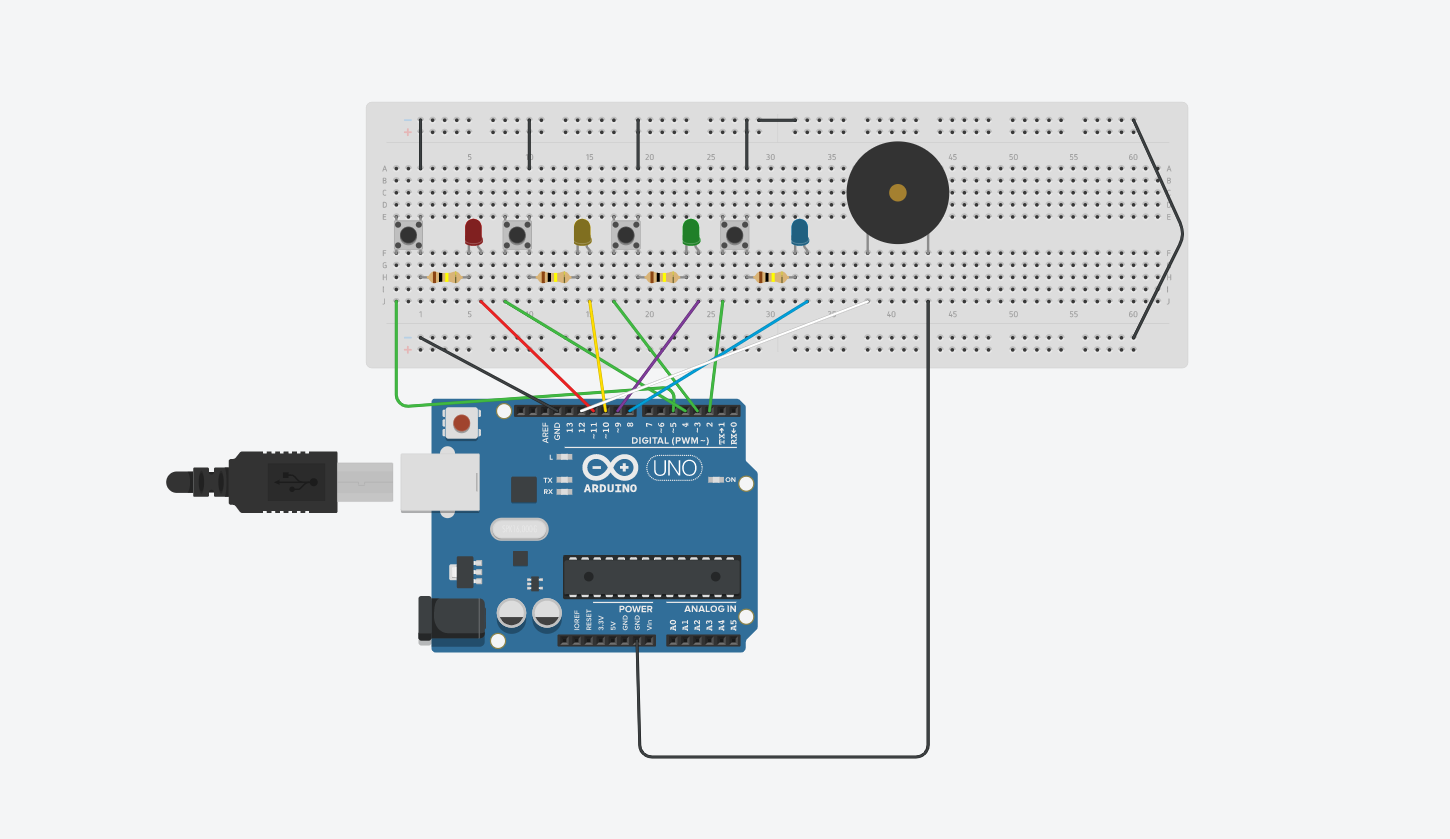 − −
+ +
5 10 15 20 25 30 35 45 50 55 60
A A
B B
C C
D D
E E
F F
G G
H H
I I
J J
1 5 10 15 20 25 30 35 40 45 50 55 60
− −
+ +
AREF GND 13 12 ~11 ~10 ~9 8 7 ~6 ~5 4 ~3 2 TX→1 RX←0
DIGITAL (PWM~)
L
TX
RX
UNO
ON
ARDUINO
POWER ANALOG IN
IOREF RESET 3.3V 5V GND GND Vin A0 A1 A2 A3 A4 A5